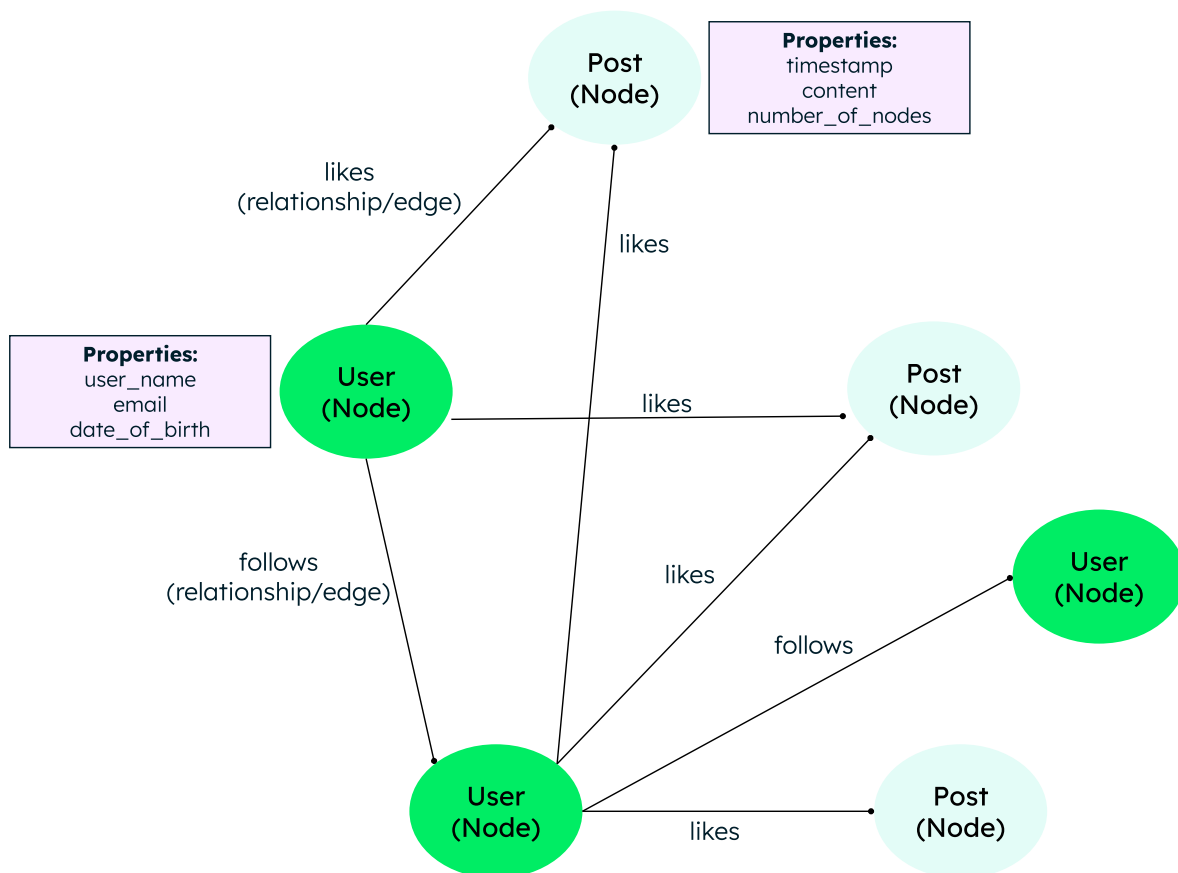 Post
(Node)
Properties:
timestamp
content
number_of_nodes
likes
(relationship/edge)
likes
Properties:
user_name
email
date_of_birth
User
(Node)
likes
Post
(Node)
follows
(relationship/edge)
likes
User
(Node)
follows
User
(Node)
likes
Post
(Node)